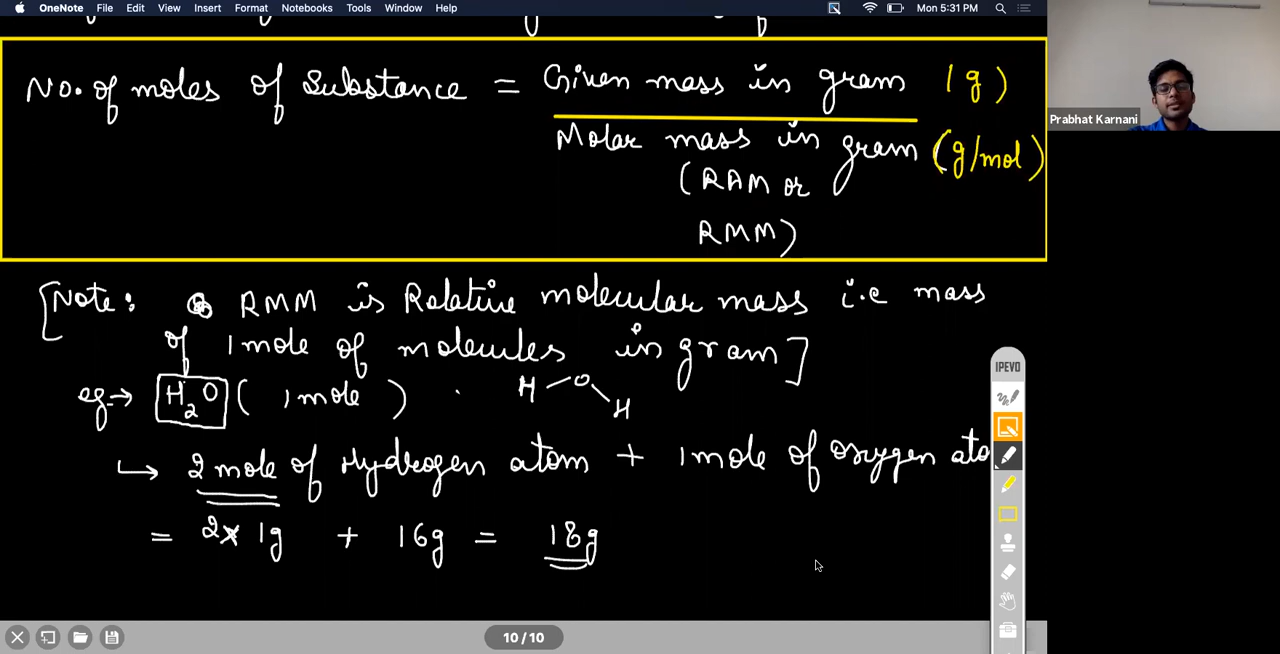 OneNote File Edit View Insert Format Notebooks Tools Window Help Mon 5:31 PM
No. of moles of Substance = Given mass in gram (g)
Molar mass in gram (g/mol)
(RAM or
RMM)
Prabhat Karnani
[Note: RMM is Relative molecular mass i.e mass
of 1 mole of molecules in gram]
eg→ H2O ( 1 mole ) . H O H
↳ 2 mole of Hydrogen atom + 1 mole of oxygen ato
= 2x 1g + 16g = 18g
IPEVO
10 / 10